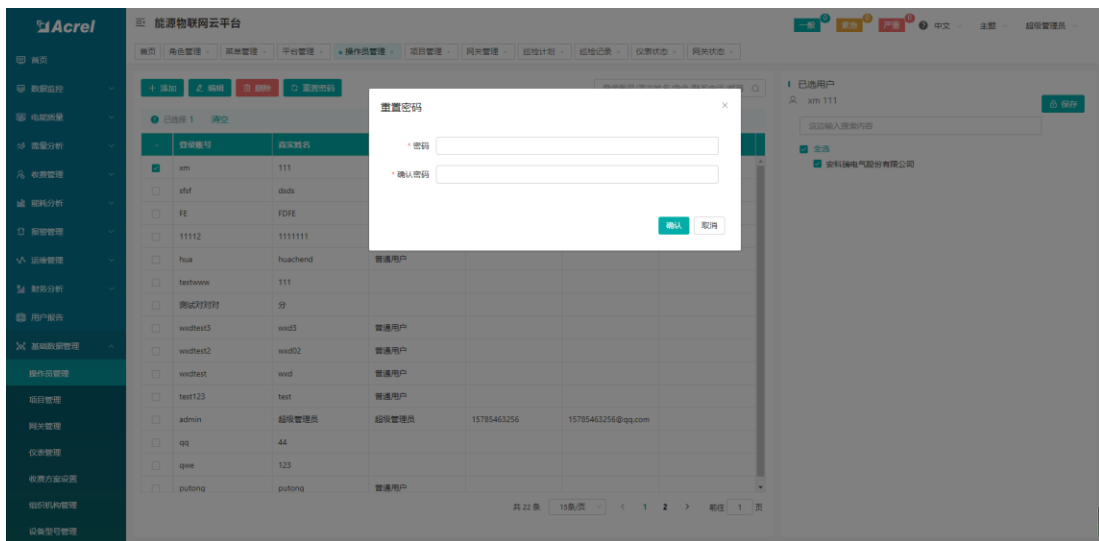 Acrel
能源物联网云平台
一般 0 紧急 0 严重 0 中文 主题 超级管理员
首页 角色管理 菜单管理 平台管理 操作员管理 项目管理 网关管理 巡检计划 巡检记录 仪表状态 网关状态
首页
数据监控
电能质量
需量分析
收费管理
能耗分析
报警管理
运维管理
财务分析
用户报告
基础数据管理
操作员管理
项目管理
网关管理
仪表管理
收费方案设置
组织机构管理
设备型号管理
+ 添加 编辑 删除 重置密码
已选择 1 清空
登录账号 真实姓名
xm 111
sfsf dsds
FE FDFE
11112 1111111
hua huachend 普通用户
testwww 111
测试对对对 分
wxdtest3 wxd3 普通用户
wxdtest2 wxd02 普通用户
wxdtest wxd 普通用户
test123 test 普通用户
admin 超级管理员 超级管理员 15785463256 15785463256@qq.com
qq 44
qwe 123
putong putong 普通用户
共 22 条 15条/页 < 1 2 > 前往 1 页
重置密码 ×
* 密码
* 确认密码
确认 取消
已选用户
xm 111
保存
请输入搜索内容
全选
安科瑞电气股份有限公司